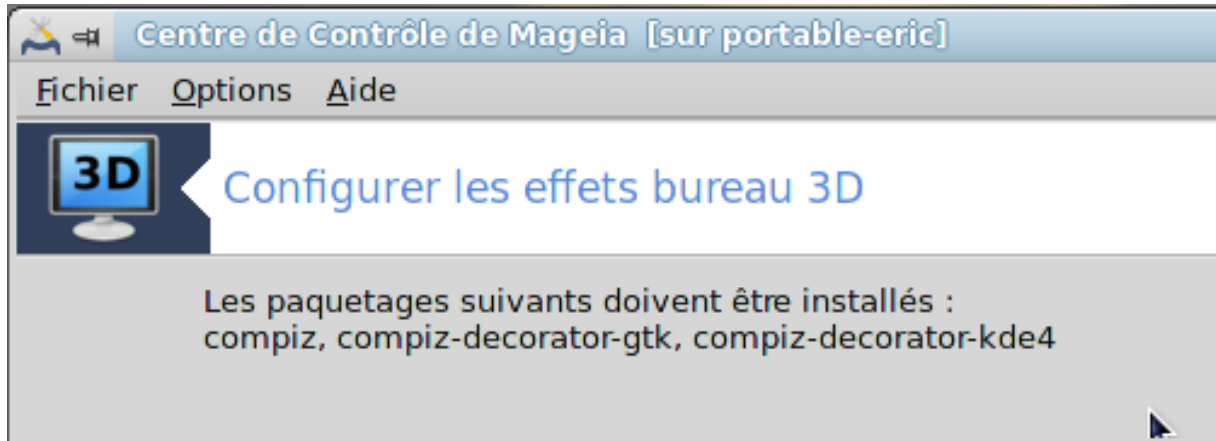 Centre de Contrôle de Mageia [sur portable-eric]
Fichier Options Aide
3D
Configurer les effets bureau 3D
Les paquetages suivants doivent être installés :
compiz, compiz-decorator-gtk, compiz-decorator-kde4